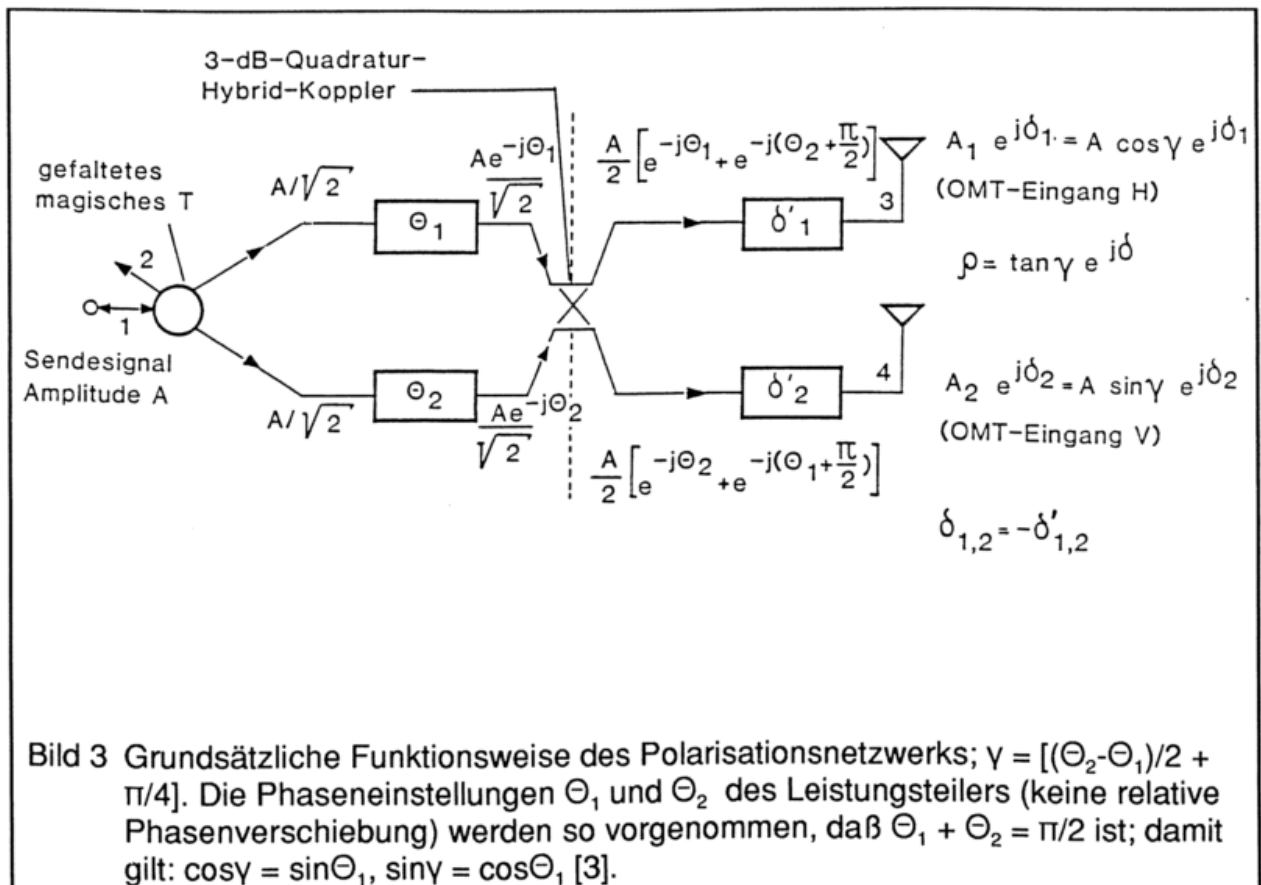 3-dB-Quadratur-
Hybrid-Koppler
gefaltetes
magisches T
2
1
Sendesignal
Amplitude A
A/√2
Θ₁
Ae^-jΘ₁/√2
A/2 [e^-jΘ₁ + e^-j(Θ₂+π/2)]
δ'₁
3
A₁ e^jδ₁ = A cosγ e^jδ₁
(OMT-Eingang H)
ρ = tanγ e^jδ
A/√2
Θ₂
Ae^-jΘ₂/√2
A/2 [e^-jΘ₂ + e^-j(Θ₁+π/2)]
δ'₂
4
A₂ e^jδ₂ = A sinγ e^jδ₂
(OMT-Eingang V)
δ₁,₂ = -δ'₁,₂
Bild 3 Grundsätzliche Funktionsweise des Polarisationsnetzwerks; γ = [(Θ₂-Θ₁)/2 +
π/4]. Die Phaseneinstellungen Θ₁ und Θ₂ des Leistungsteilers (keine relative
Phasenverschiebung) werden so vorgenommen, daß Θ₁ + Θ₂ = π/2 ist; damit
gilt: cosγ = sinΘ₁, sinγ = cosΘ₁ [3].